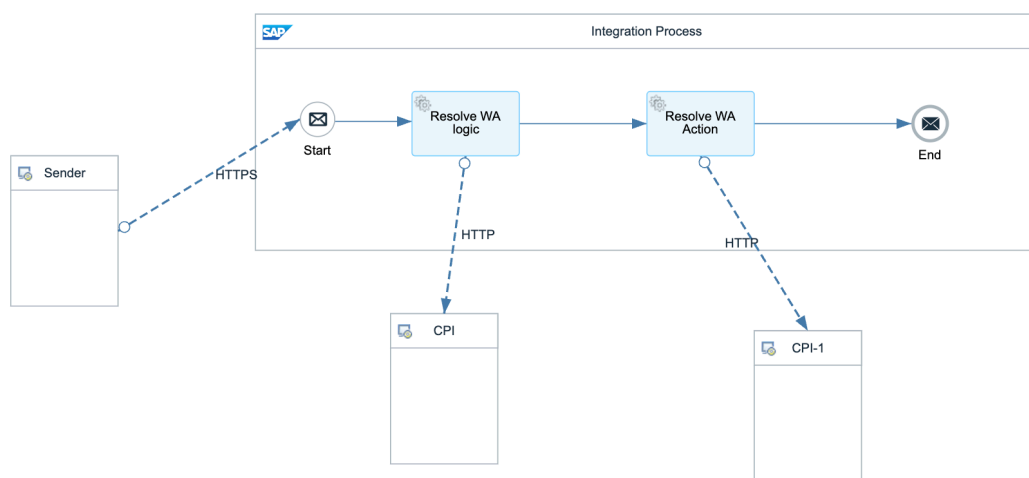 SAP
Integration Process
Resolve WA
logic
Resolve WA
Action
Start
End
Sender
HTTPS
HTTP
HTTP
CPI
CPI-1